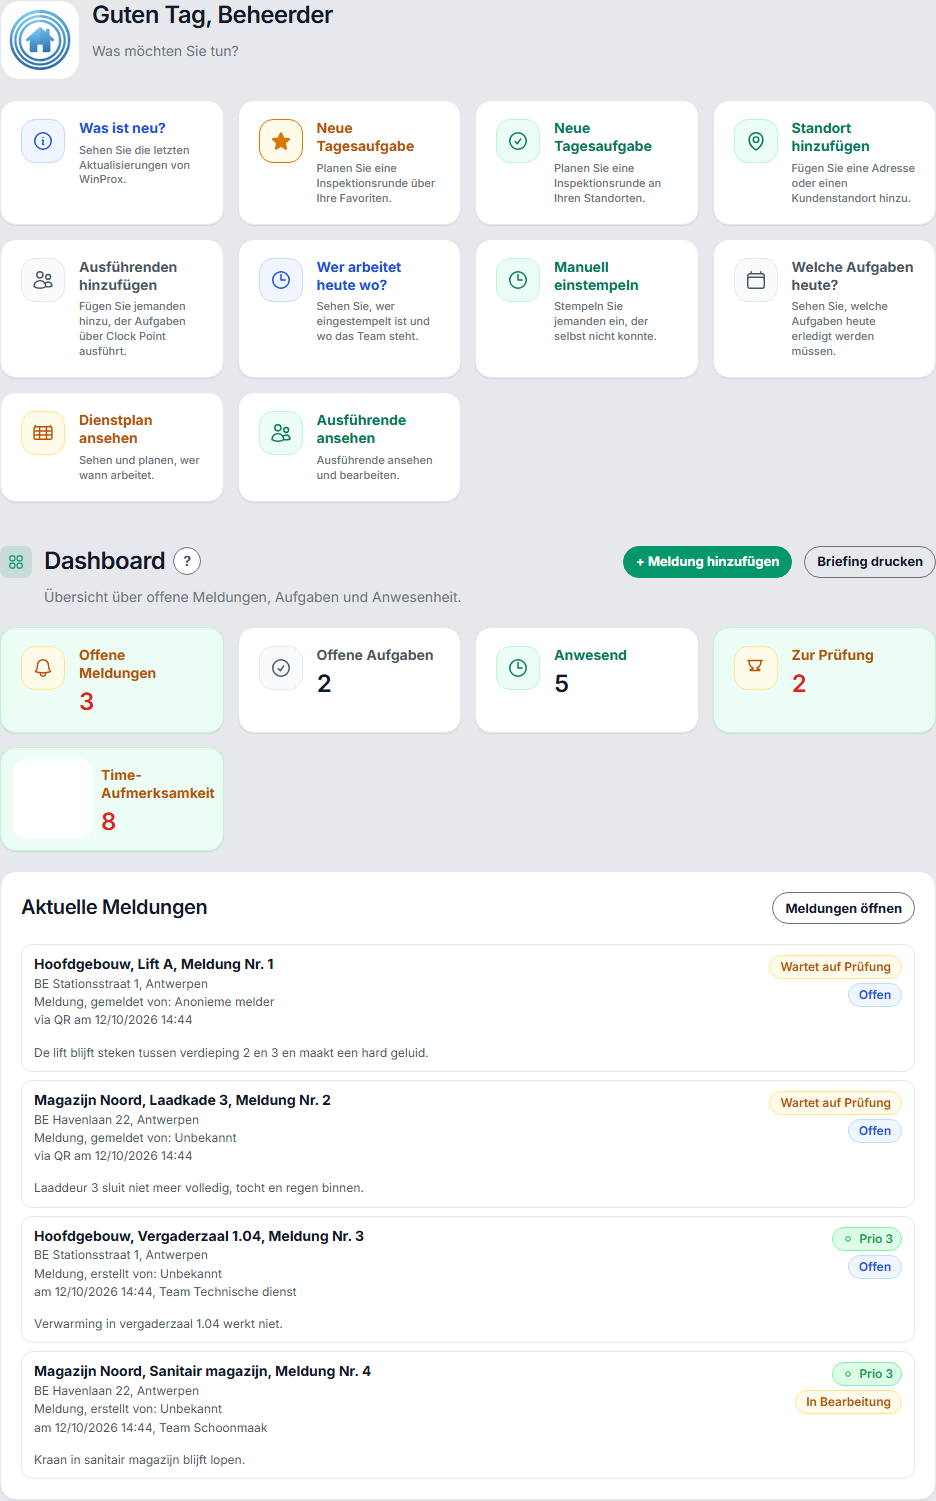 Guten Tag, Beheerder
Was möchten Sie tun?
Was ist neu?
Sehen Sie die letzten
Aktualisierungen von
WinProx.
Neue
Tagesaufgabe
Planen Sie eine
Inspektionsrunde über
Ihre Favoriten.
Neue
Tagesaufgabe
Planen Sie eine
Inspektionsrunde an
Ihren Standorten.
Standort
hinzufügen
Fügen Sie eine Adresse
oder einen
Kundenstandort hinzu.
Ausführenden
hinzufügen
Fügen Sie jemanden
hinzu, der Aufgaben
über Clock Point
ausführt.
Wer arbeitet
heute wo?
Sehen Sie, wer
eingestempelt ist und
wo das Team steht.
Manuell
einstempeln
Stempeln Sie
jemanden ein, der
selbst nicht konnte.
Welche Aufgaben
heute?
Sehen Sie, welche
Aufgaben heute
erledigt werden
müssen.
Dienstplan
ansehen
Sehen und planen, wer
wann arbeitet.
Ausführende
ansehen
Ausführende ansehen
und bearbeiten.
Dashboard ?
+ Meldung hinzufügen
Briefing drucken
Übersicht über offene Meldungen, Aufgaben und Anwesenheit.
Offene
Meldungen
3
Offene Aufgaben
2
Anwesend
5
Zur Prüfung
2
Time-
Aufmerksamkeit
8
Aktuelle Meldungen
Meldungen öffnen
Hoofdgebouw, Lift A, Meldung Nr. 1
Wartet auf Prüfung
BE Stationsstraat 1, Antwerpen
Offen
Meldung, gemeldet von: Anonieme melder
via QR am 12/10/2026 14:44
De lift blijft steken tussen verdieping 2 en 3 en maakt een hard geluid.
Magazijn Noord, Laadkade 3, Meldung Nr. 2
Wartet auf Prüfung
BE Havenlaan 22, Antwerpen
Offen
Meldung, gemeldet von: Unbekannt
via QR am 12/10/2026 14:44
Laaddeur 3 sluit niet meer volledig, tocht en regen binnen.
Hoofdgebouw, Vergaderzaal 1.04, Meldung Nr. 3
Prio 3
BE Stationsstraat 1, Antwerpen
Offen
Meldung, erstellt von: Unbekannt
am 12/10/2026 14:44, Team Technische dienst
Verwarming in vergaderzaal 1.04 werkt niet.
Magazijn Noord, Sanitair magazijn, Meldung Nr. 4
Prio 3
BE Havenlaan 22, Antwerpen
In Bearbeitung
Meldung, erstellt von: Unbekannt
am 12/10/2026 14:44, Team Schoonmaak
Kraan in sanitair magazijn blijft lopen.